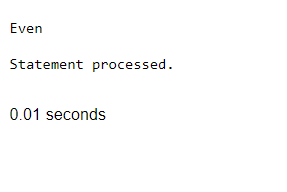 Even
Statement processed.
0.01 seconds